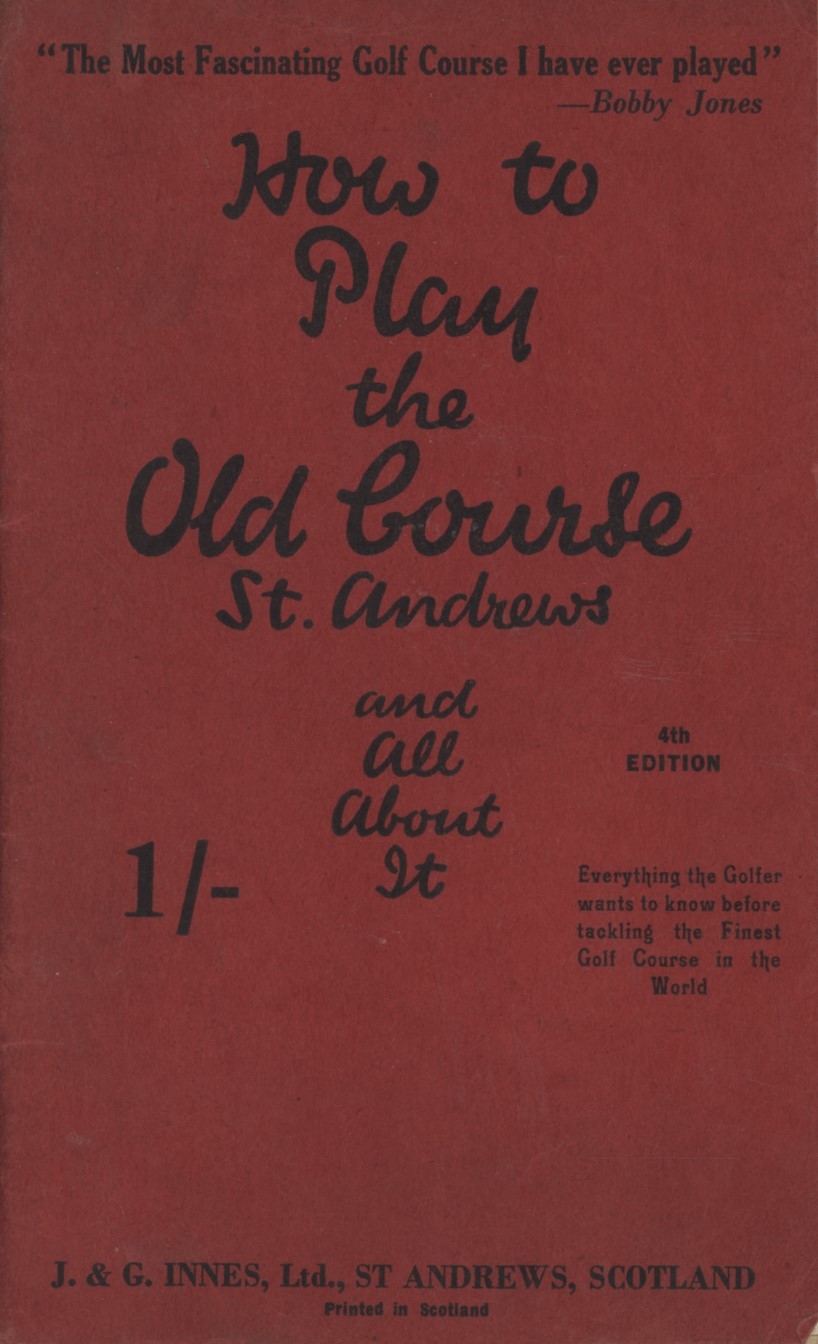 "The Most Fascinating Golf Course I have ever played"
—Bobby Jones
How to
Play
the
Old Course
St. Andrews
and
All
About
It
4th
EDITION
1/-
Everything the Golfer
wants to know before
tackling the Finest
Golf Course in the
World
J. & G. INNES, Ltd., ST ANDREWS, SCOTLAND
Printed in Scotland